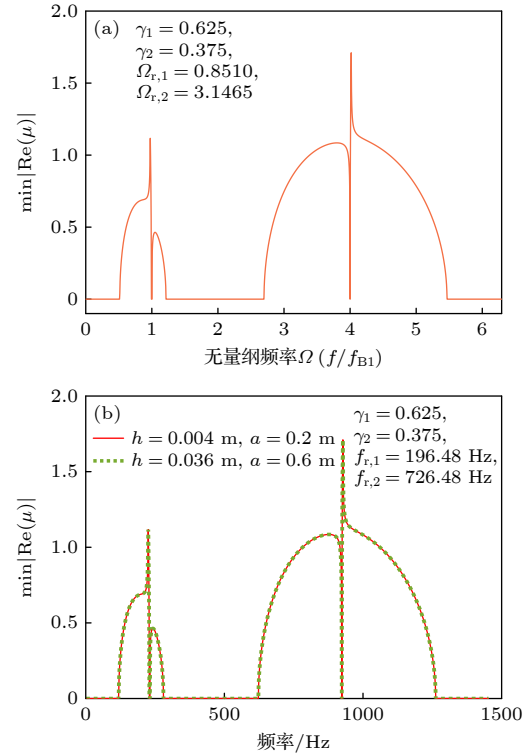 (a)
γ₁ = 0.625,
γ₂ = 0.375,
Ωr,1 = 0.8510,
Ωr,2 = 3.1465
min|Re(μ)|
2.0
1.5
1.0
0.5
0
0 1 2 3 4 5 6
无量纲频率Ω (f/fB1)
(b)
γ₁ = 0.625,
γ₂ = 0.375,
fr,1 = 196.48 Hz,
fr,2 = 726.48 Hz
h = 0.004 m, a = 0.2 m
h = 0.036 m, a = 0.6 m
min|Re(μ)|
2.0
1.5
1.0
0.5
0
0 500 1000 1500
频率/Hz